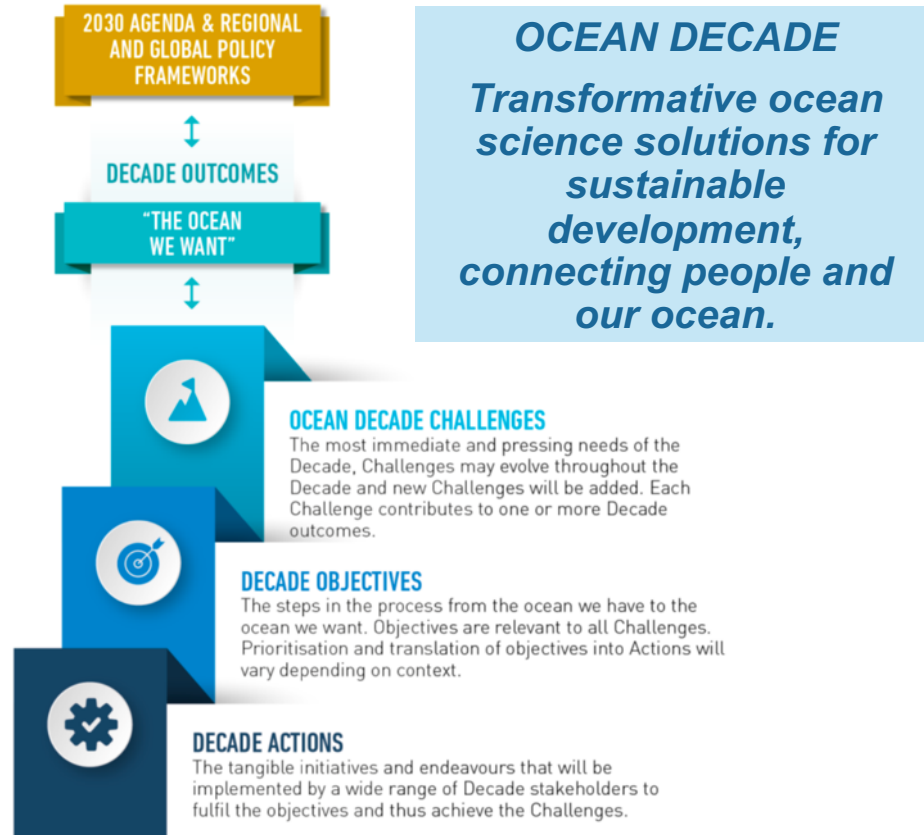 2030 AGENDA & REGIONAL
AND GLOBAL POLICY
FRAMEWORKS
DECADE OUTCOMES
"THE OCEAN
WE WANT"
OCEAN DECADE
Transformative ocean
science solutions for
sustainable
development,
connecting people and
our ocean.
OCEAN DECADE CHALLENGES
The most immediate and pressing needs of the
Decade, Challenges may evolve throughout the
Decade and new Challenges will be added. Each
Challenge contributes to one or more Decade
outcomes.
DECADE OBJECTIVES
The steps in the process from the ocean we have to the
ocean we want. Objectives are relevant to all Challenges.
Prioritisation and translation of objectives into Actions will
vary depending on context.
DECADE ACTIONS
The tangible initiatives and endeavours that will be
implemented by a wide range of Decade stakeholders to
fulfil the objectives and thus achieve the Challenges.